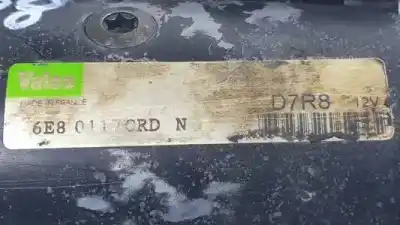 Valeo
MADE IN FRANCE
D7R8 12V
6E8 0117CRD N